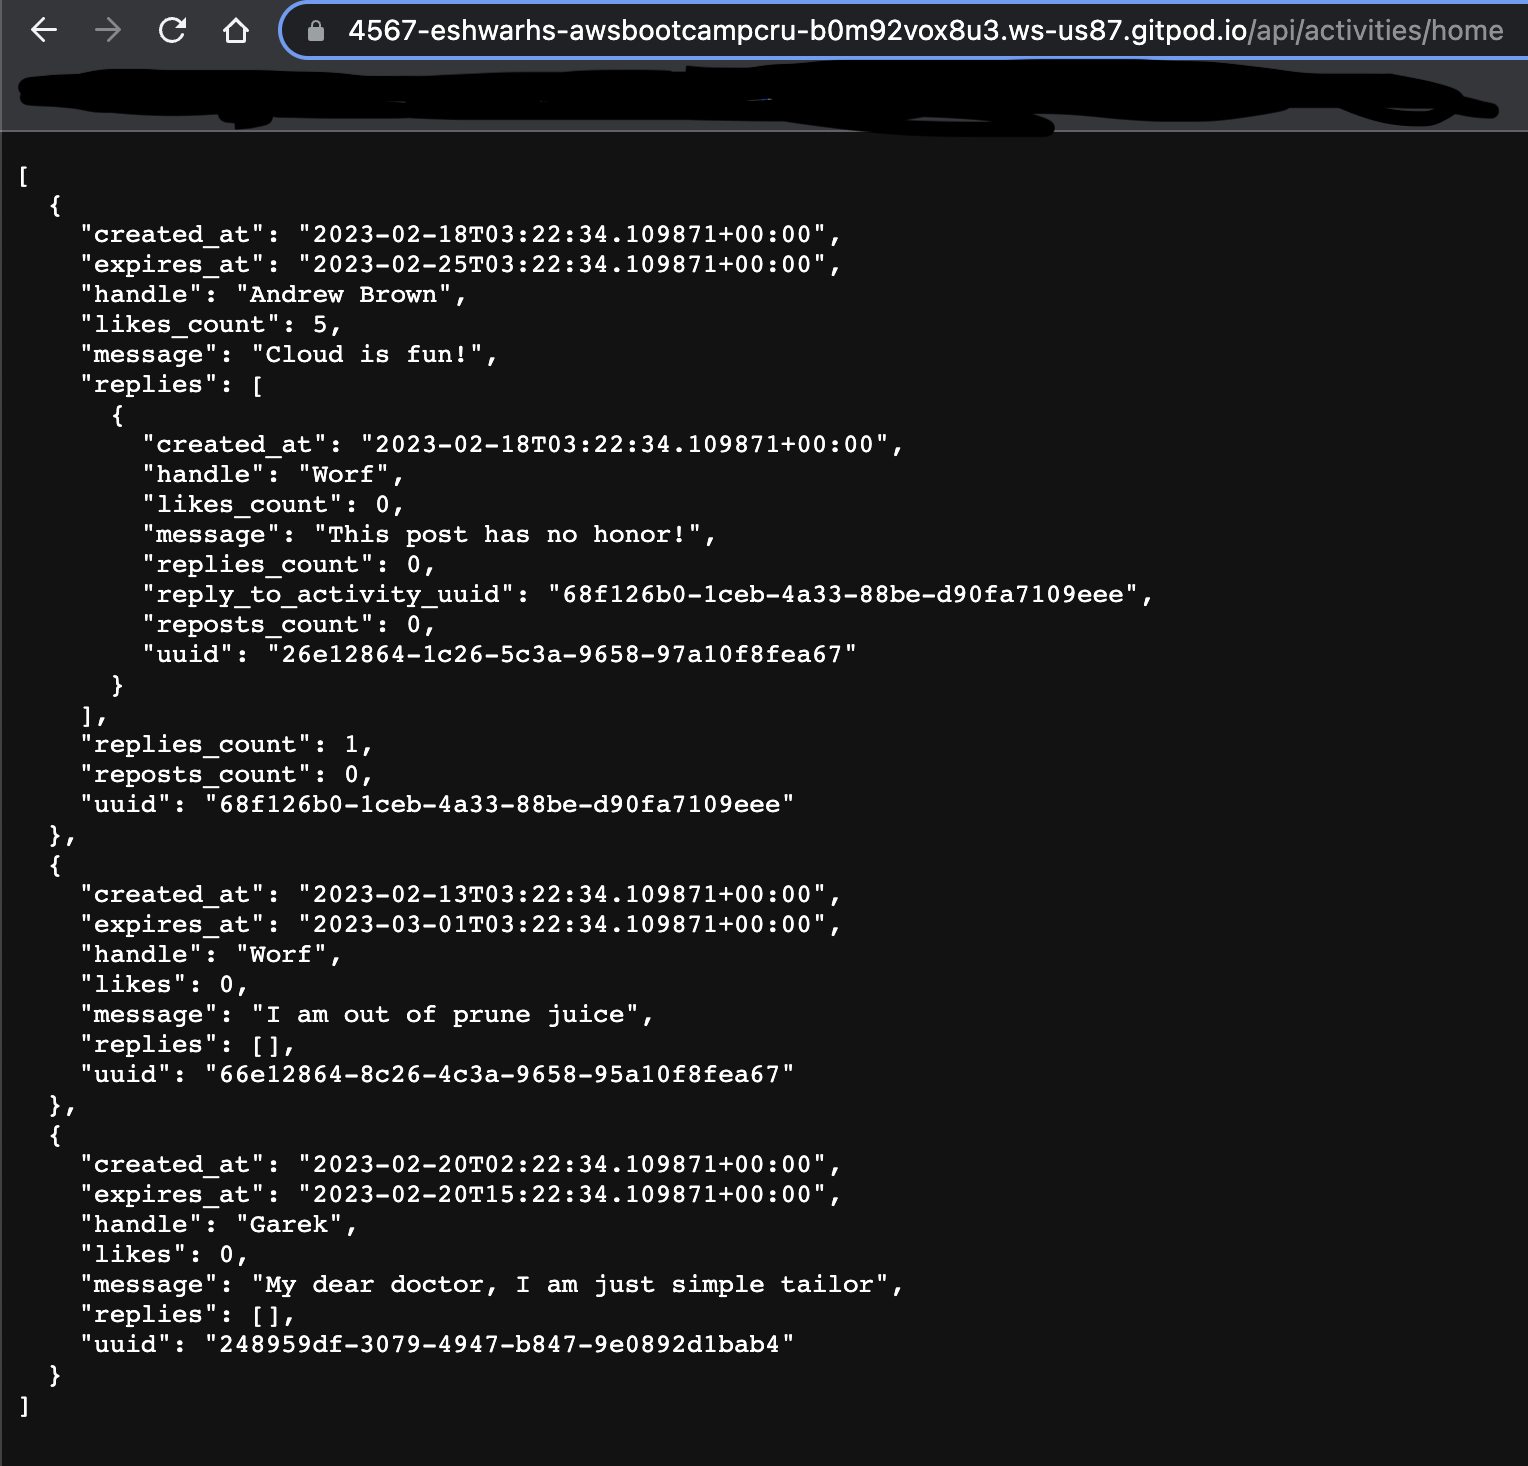 4567-eshwarhs-awsbootcampcru-b0m92vox8u3.ws-us87.gitpod.io/api/activities/home
[
  {
    "created_at": "2023-02-18T03:22:34.109871+00:00",
    "expires_at": "2023-02-25T03:22:34.109871+00:00",
    "handle": "Andrew Brown",
    "likes_count": 5,
    "message": "Cloud is fun!",
    "replies": [
      {
        "created_at": "2023-02-18T03:22:34.109871+00:00",
        "handle": "Worf",
        "likes_count": 0,
        "message": "This post has no honor!",
        "replies_count": 0,
        "reply_to_activity_uuid": "68f126b0-1ceb-4a33-88be-d90fa7109eee",
        "reposts_count": 0,
        "uuid": "26e12864-1c26-5c3a-9658-97a10f8fea67"
      }
    ],
    "replies_count": 1,
    "reposts_count": 0,
    "uuid": "68f126b0-1ceb-4a33-88be-d90fa7109eee"
  },
  {
    "created_at": "2023-02-13T03:22:34.109871+00:00",
    "expires_at": "2023-03-01T03:22:34.109871+00:00",
    "handle": "Worf",
    "likes": 0,
    "message": "I am out of prune juice",
    "replies": [],
    "uuid": "66e12864-8c26-4c3a-9658-95a10f8fea67"
  },
  {
    "created_at": "2023-02-20T02:22:34.109871+00:00",
    "expires_at": "2023-02-20T15:22:34.109871+00:00",
    "handle": "Garek",
    "likes": 0,
    "message": "My dear doctor, I am just simple tailor",
    "replies": [],
    "uuid": "248959df-3079-4947-b847-9e0892d1bab4"
  }
]